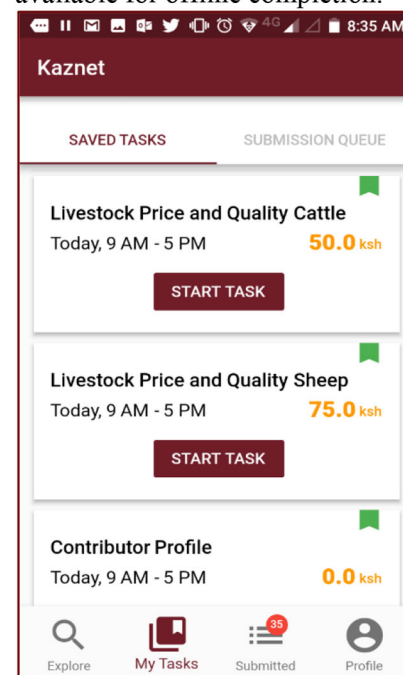 available for offline completion.
4G 8:35 AM
Kaznet
SAVED TASKS SUBMISSION QUEUE
Livestock Price and Quality Cattle
Today, 9 AM - 5 PM 50.0 ksh
START TASK
Livestock Price and Quality Sheep
Today, 9 AM - 5 PM 75.0 ksh
START TASK
Contributor Profile
Today, 9 AM - 5 PM 0.0 ksh
35
Explore My Tasks Submitted Profile